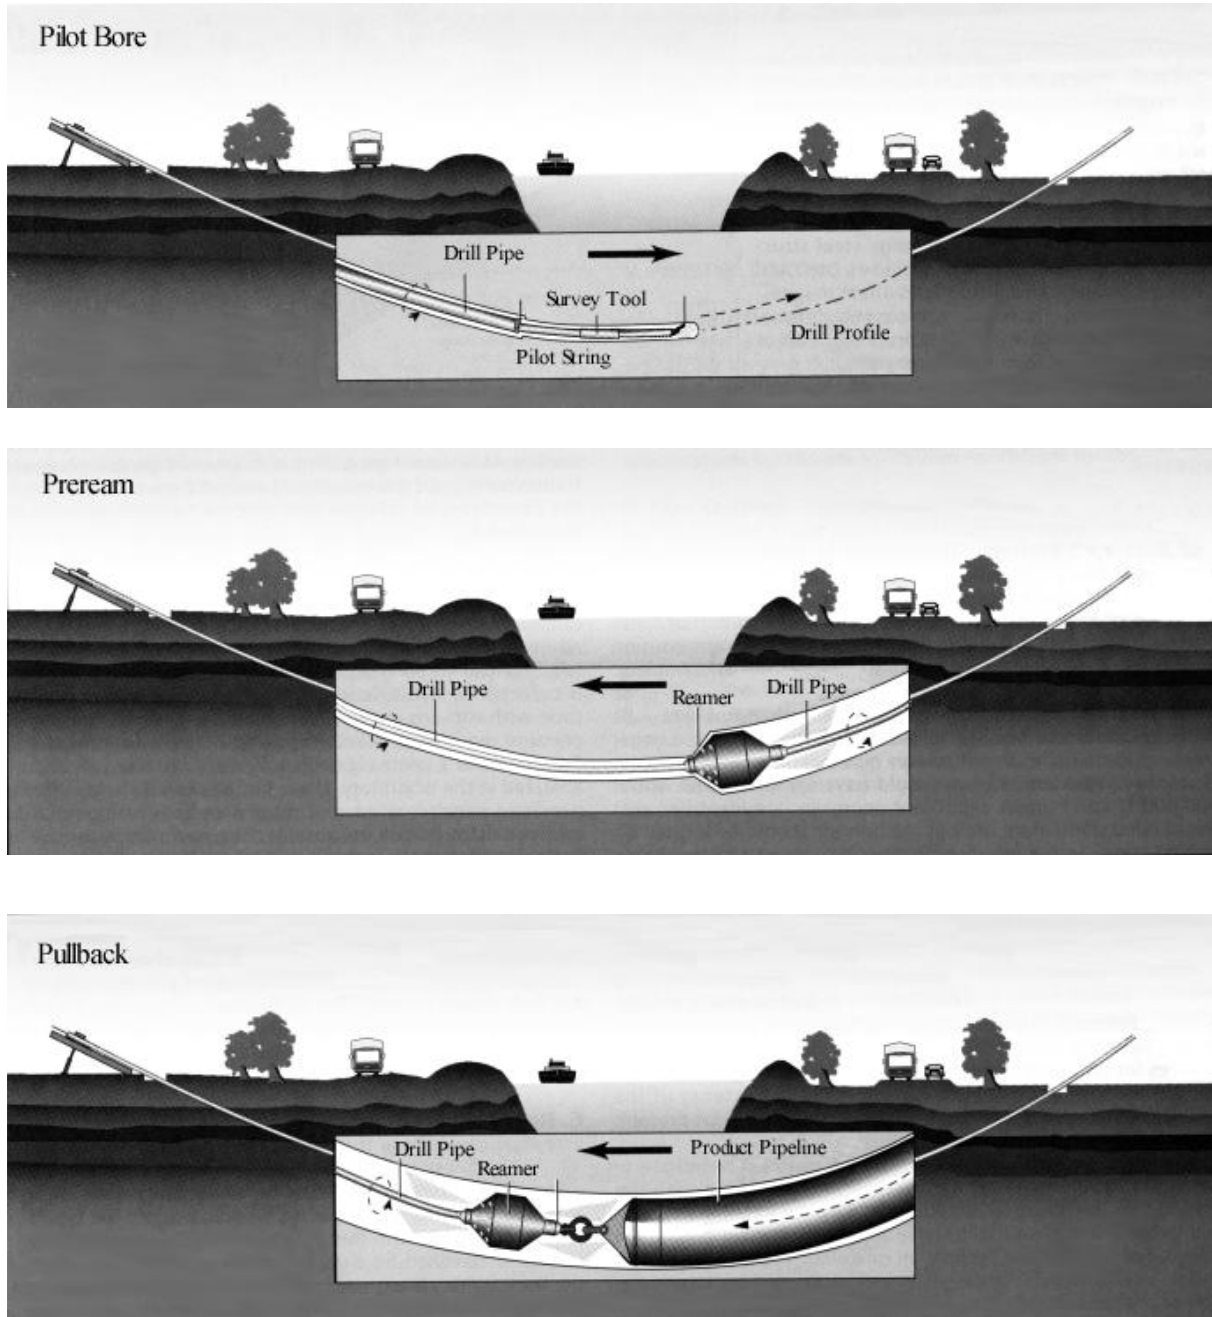 Pilot Bore
Drill Pipe
Survey Tool
Drill Profile
Pilot String
Preream
Drill Pipe
Reamer
Drill Pipe
Pullback
Drill Pipe
Product Pipeline
Reamer